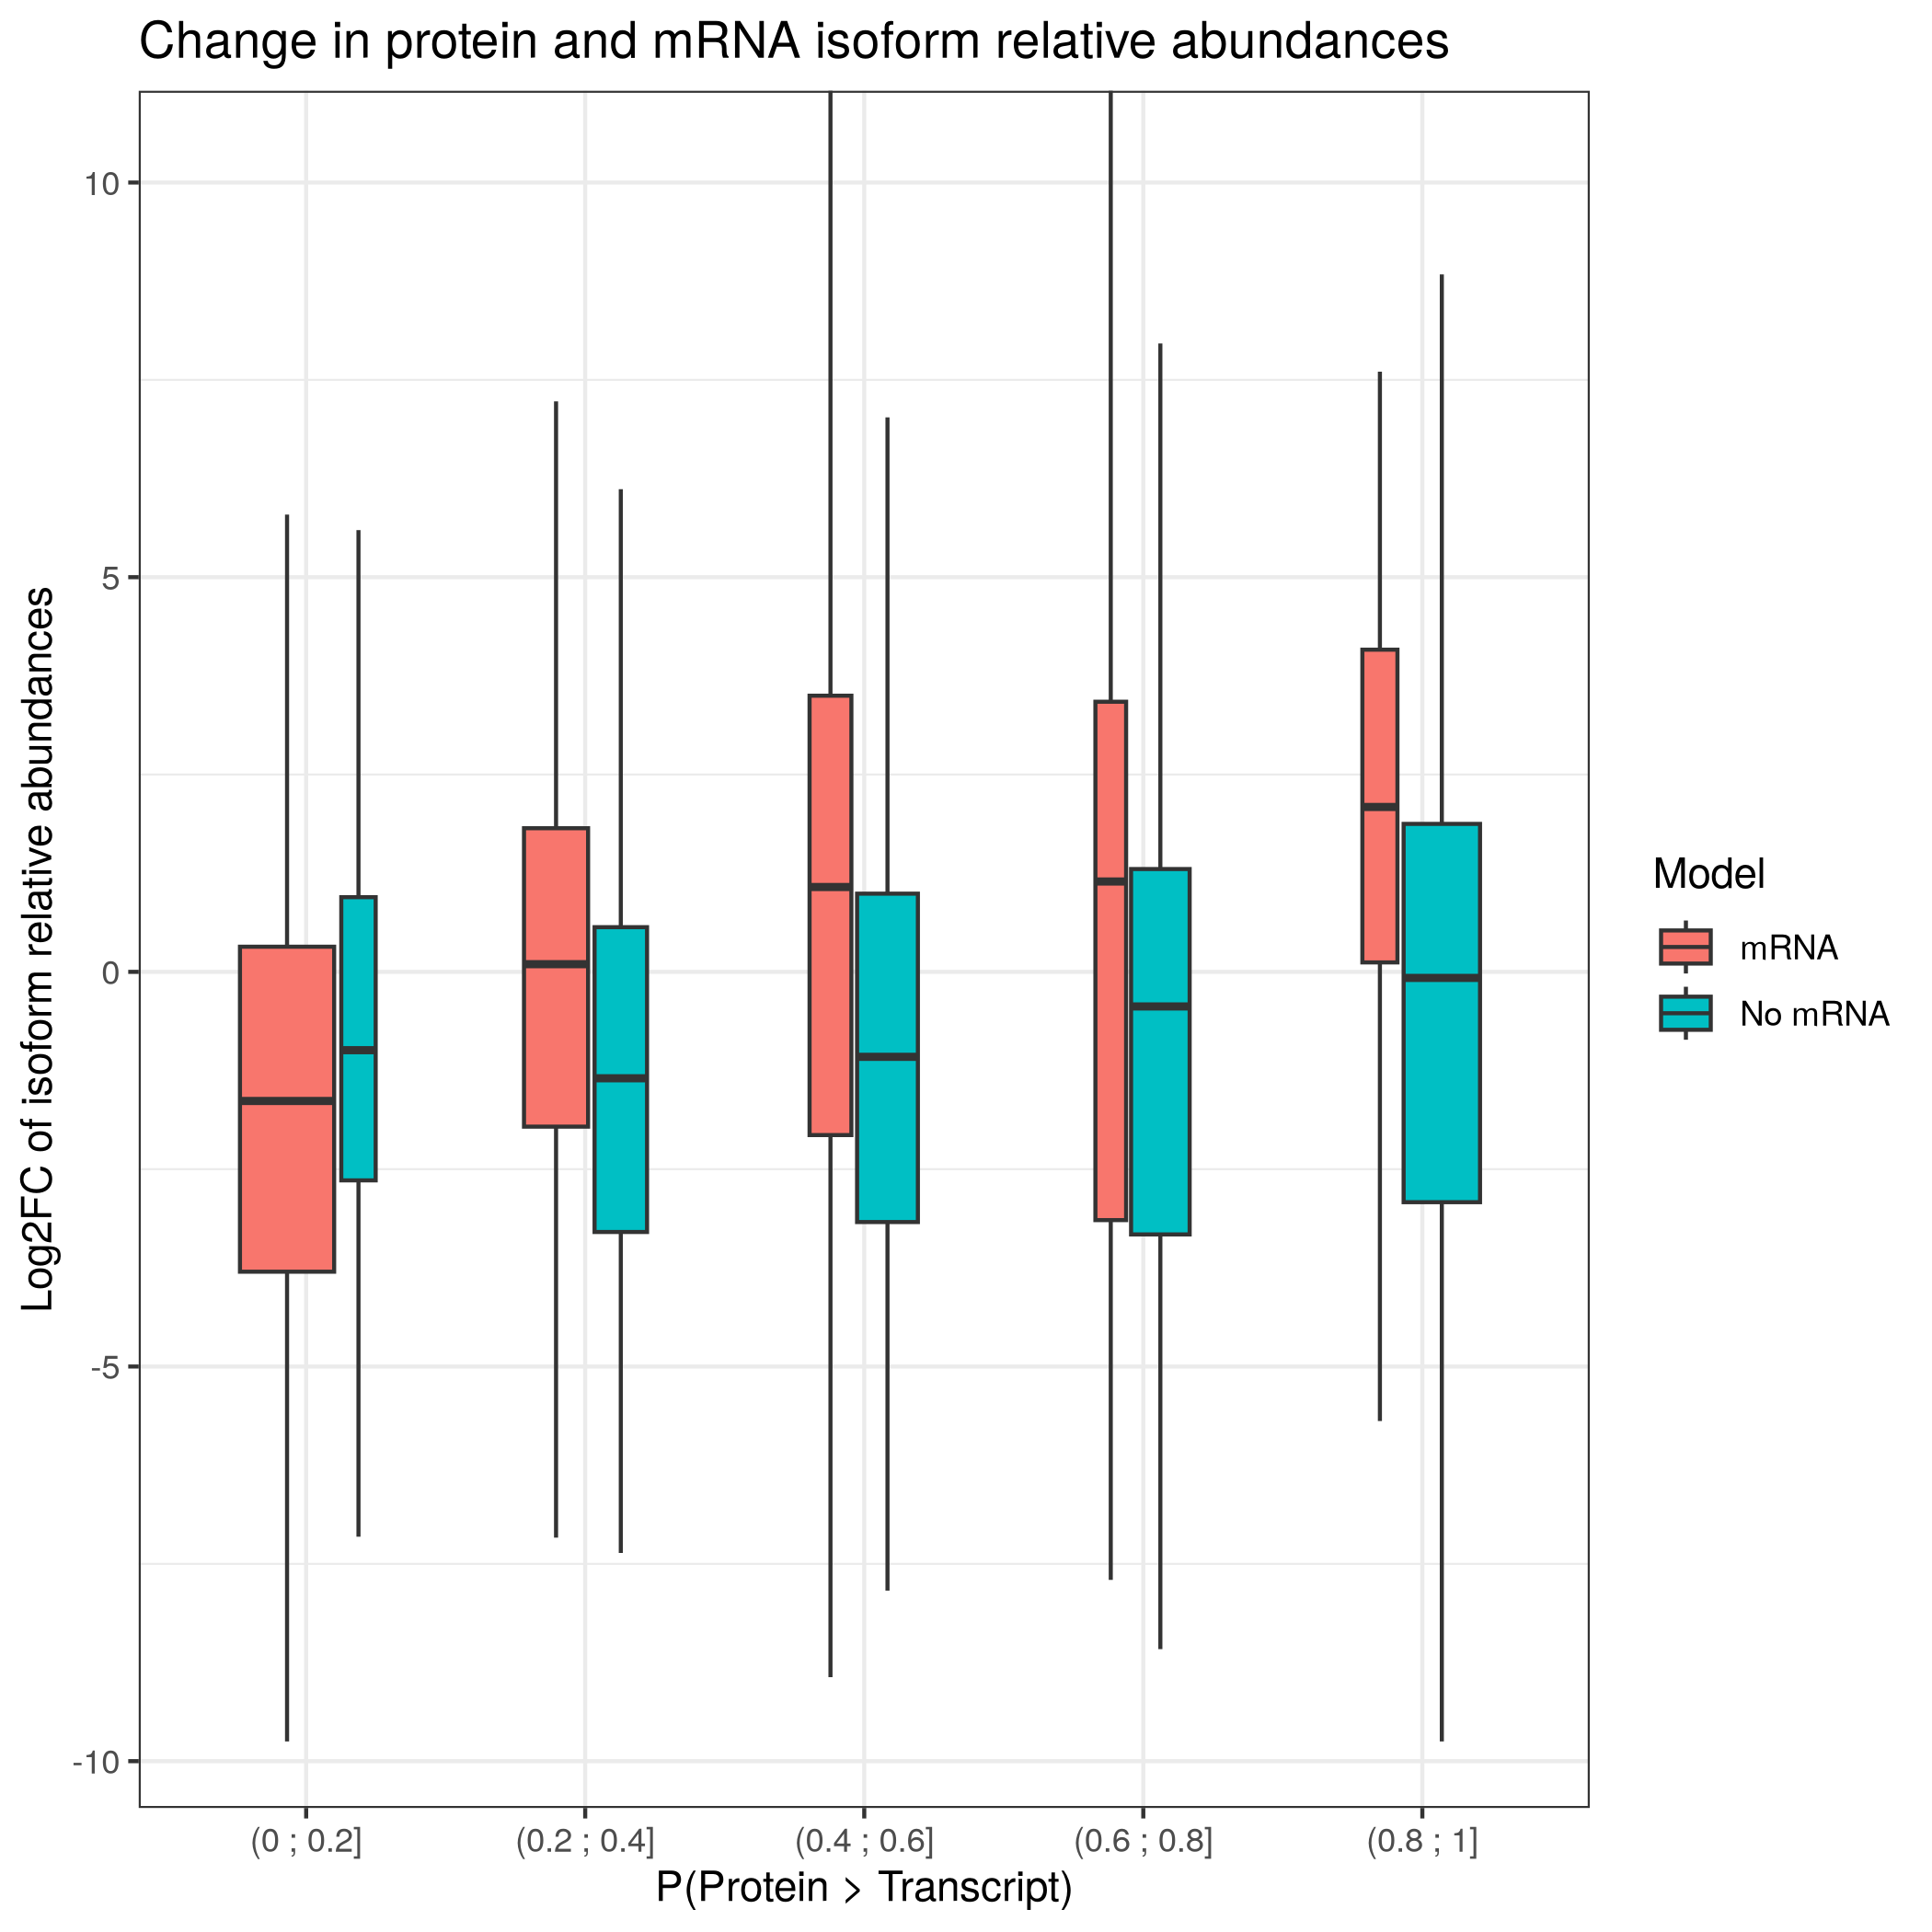 Change in protein and mRNA isoform relative abundances
Log2FC of isoform relative abundances
10
5
0
-5
-10
(0 ; 0.2]
(0.2 ; 0.4]
(0.4 ; 0.6]
(0.6 ; 0.8]
(0.8 ; 1]
P(Protein > Transcript)
Model
mRNA
No mRNA